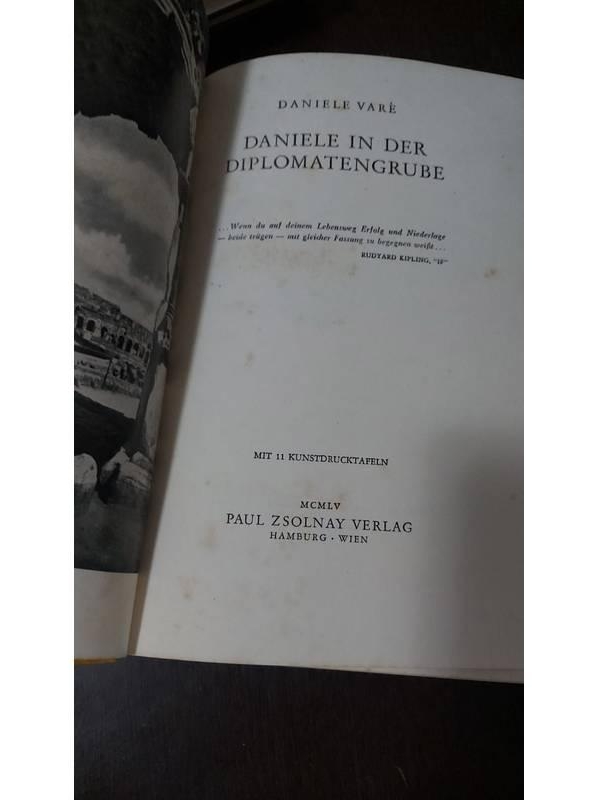 DANIELE VARÈ
DANIELE IN DER
DIPLOMATENGRUBE
...Wenn du auf deinem Lebensweg Erfolg und Niederlage
— beide trügen — mit gleicher Fassung zu begegnen weißt...
RUDYARD KIPLING, "IF"
MIT 11 KUNSTDRUCKTAFELN
MCMLV
PAUL ZSOLNAY VERLAG
HAMBURG · WIEN